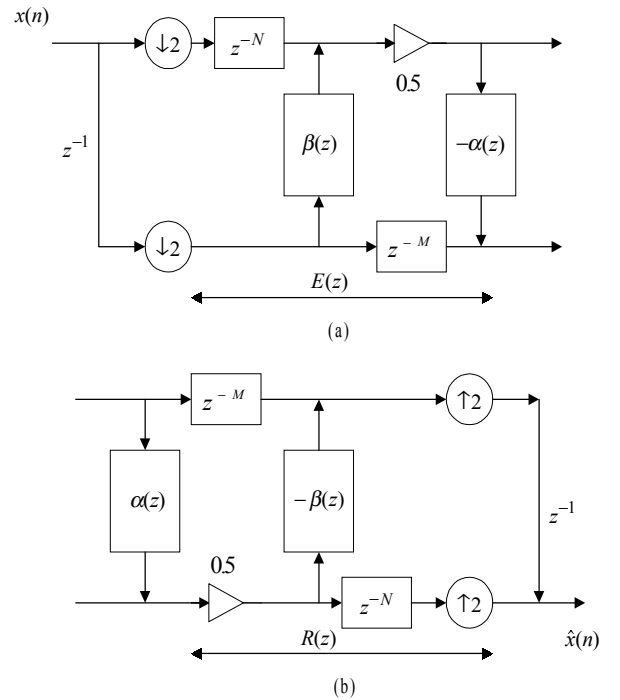 x(n)
↓2
z^{-N}
0.5
z^{-1}
β(z)
-α(z)
↓2
z^{-M}
E(z)
(a)
z^{-M}
↑2
α(z)
-β(z)
z^{-1}
0.5
z^{-N}
↑2
R(z)
x̂(n)
(b)